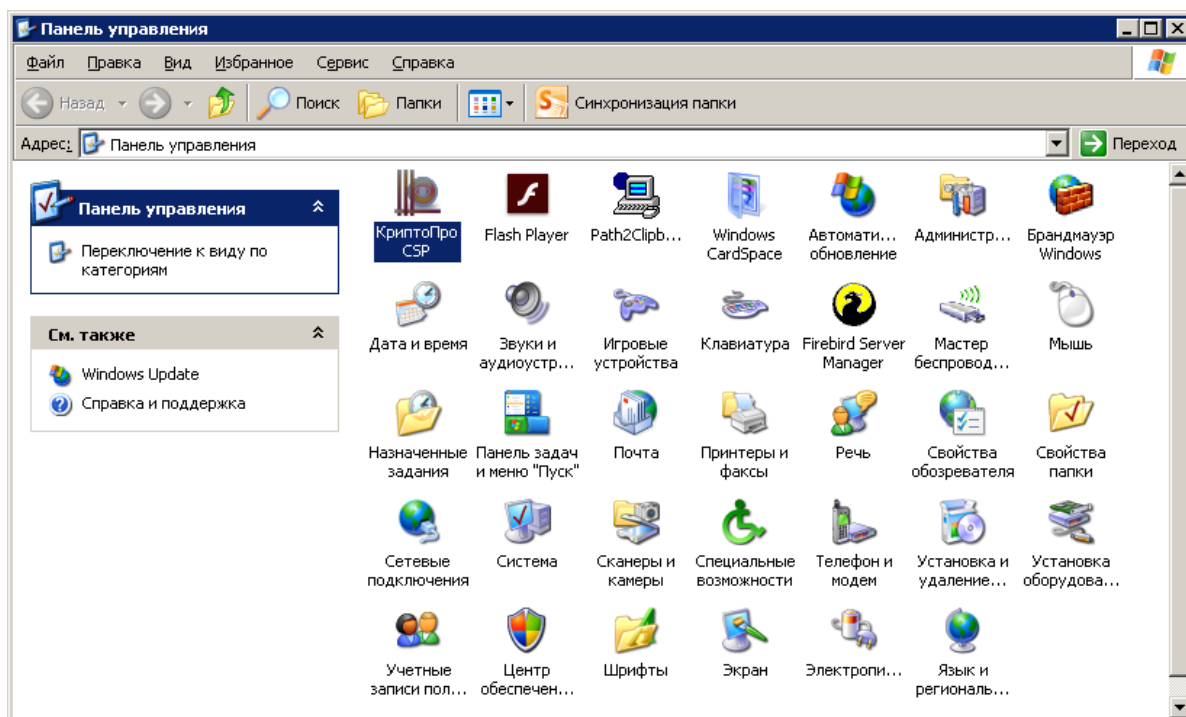 Панель управления
Файл Правка Вид Избранное Сервис Справка
Назад Поиск Папки Синхронизация папки
Адрес: Панель управления Переход
Панель управления
Переключение к виду по
категориям
См. также
Windows Update
Справка и поддержка
КриптоПро
CSP
Flash Player
Path2Clipb...
Windows
CardSpace
Автомати...
обновление
Администр...
Брандмауэр
Windows
Дата и время
Звуки и
аудиоустр...
Игровые
устройства
Клавиатура
Firebird Server
Manager
Мастер
беспровод...
Мышь
Назначенные
задания
Панель задач
и меню "Пуск"
Почта
Принтеры и
факсы
Речь
Свойства
обозревателя
Свойства
папки
Сетевые
подключения
Система
Сканеры и
камеры
Специальные
возможности
Телефон и
модем
Установка и
удаление...
Установка
оборудова...
Учетные
записи пол...
Центр
обеспечен...
Шрифты
Экран
Электропи...
Язык и
региональ...